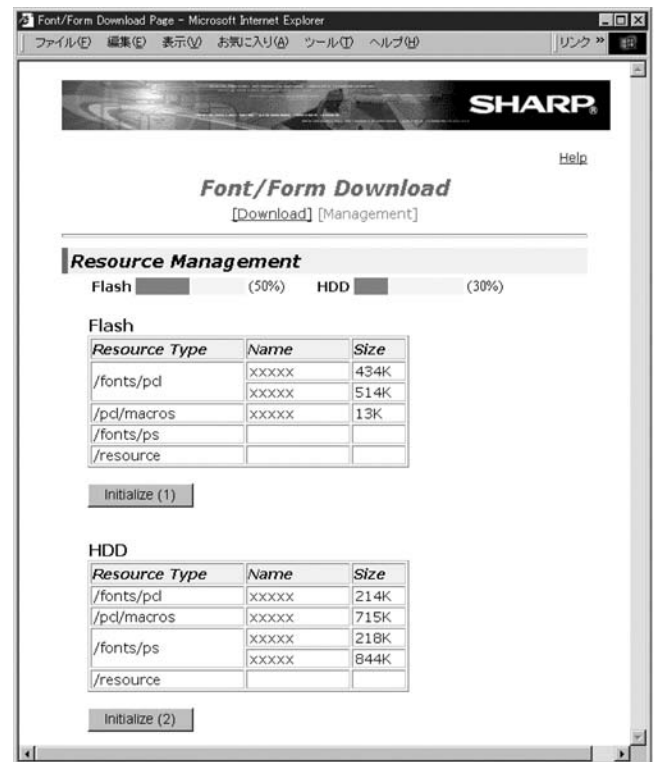 Font/Form Download Page - Microsoft Internet Explorer
ファイル(F) 編集(E) 表示(V) お気に入り(A) ツール(T) ヘルプ(H) リンク »
SHARP®
Help
Font/Form Download
[Download] [Management]
Resource Management
Flash (50%) HDD (30%)
Flash
Resource Type Name Size
/fonts/pcl xxxxx 434K
xxxxx 514K
/pcl/macros xxxxx 13K
/fonts/ps
/resource
Initialize (1)
HDD
Resource Type Name Size
/fonts/pcl xxxxx 214K
/pcl/macros xxxxx 715K
/fonts/ps xxxxx 218K
xxxxx 844K
/resource
Initialize (2)